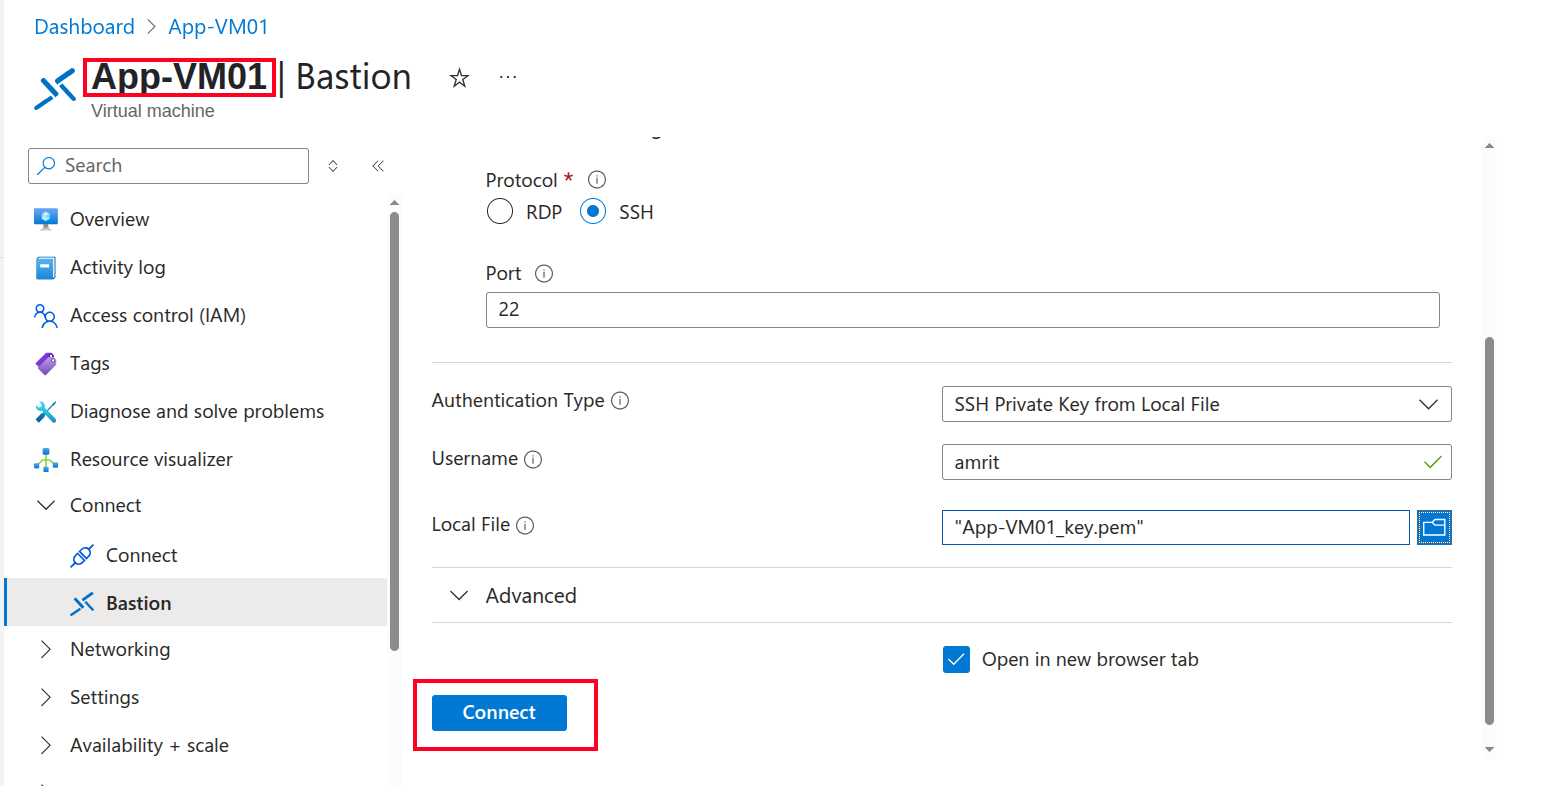 Dashboard > App-VM01
App-VM01 | Bastion ☆ ...
Virtual machine
Search
Overview
Activity log
Access control (IAM)
Tags
Diagnose and solve problems
Resource visualizer
Connect
Connect
Bastion
Networking
Settings
Availability + scale
Protocol *
RDP SSH
Port
22
Authentication Type
SSH Private Key from Local File
Username
amrit
Local File
"App-VM01_key.pem"
Advanced
Open in new browser tab
Connect